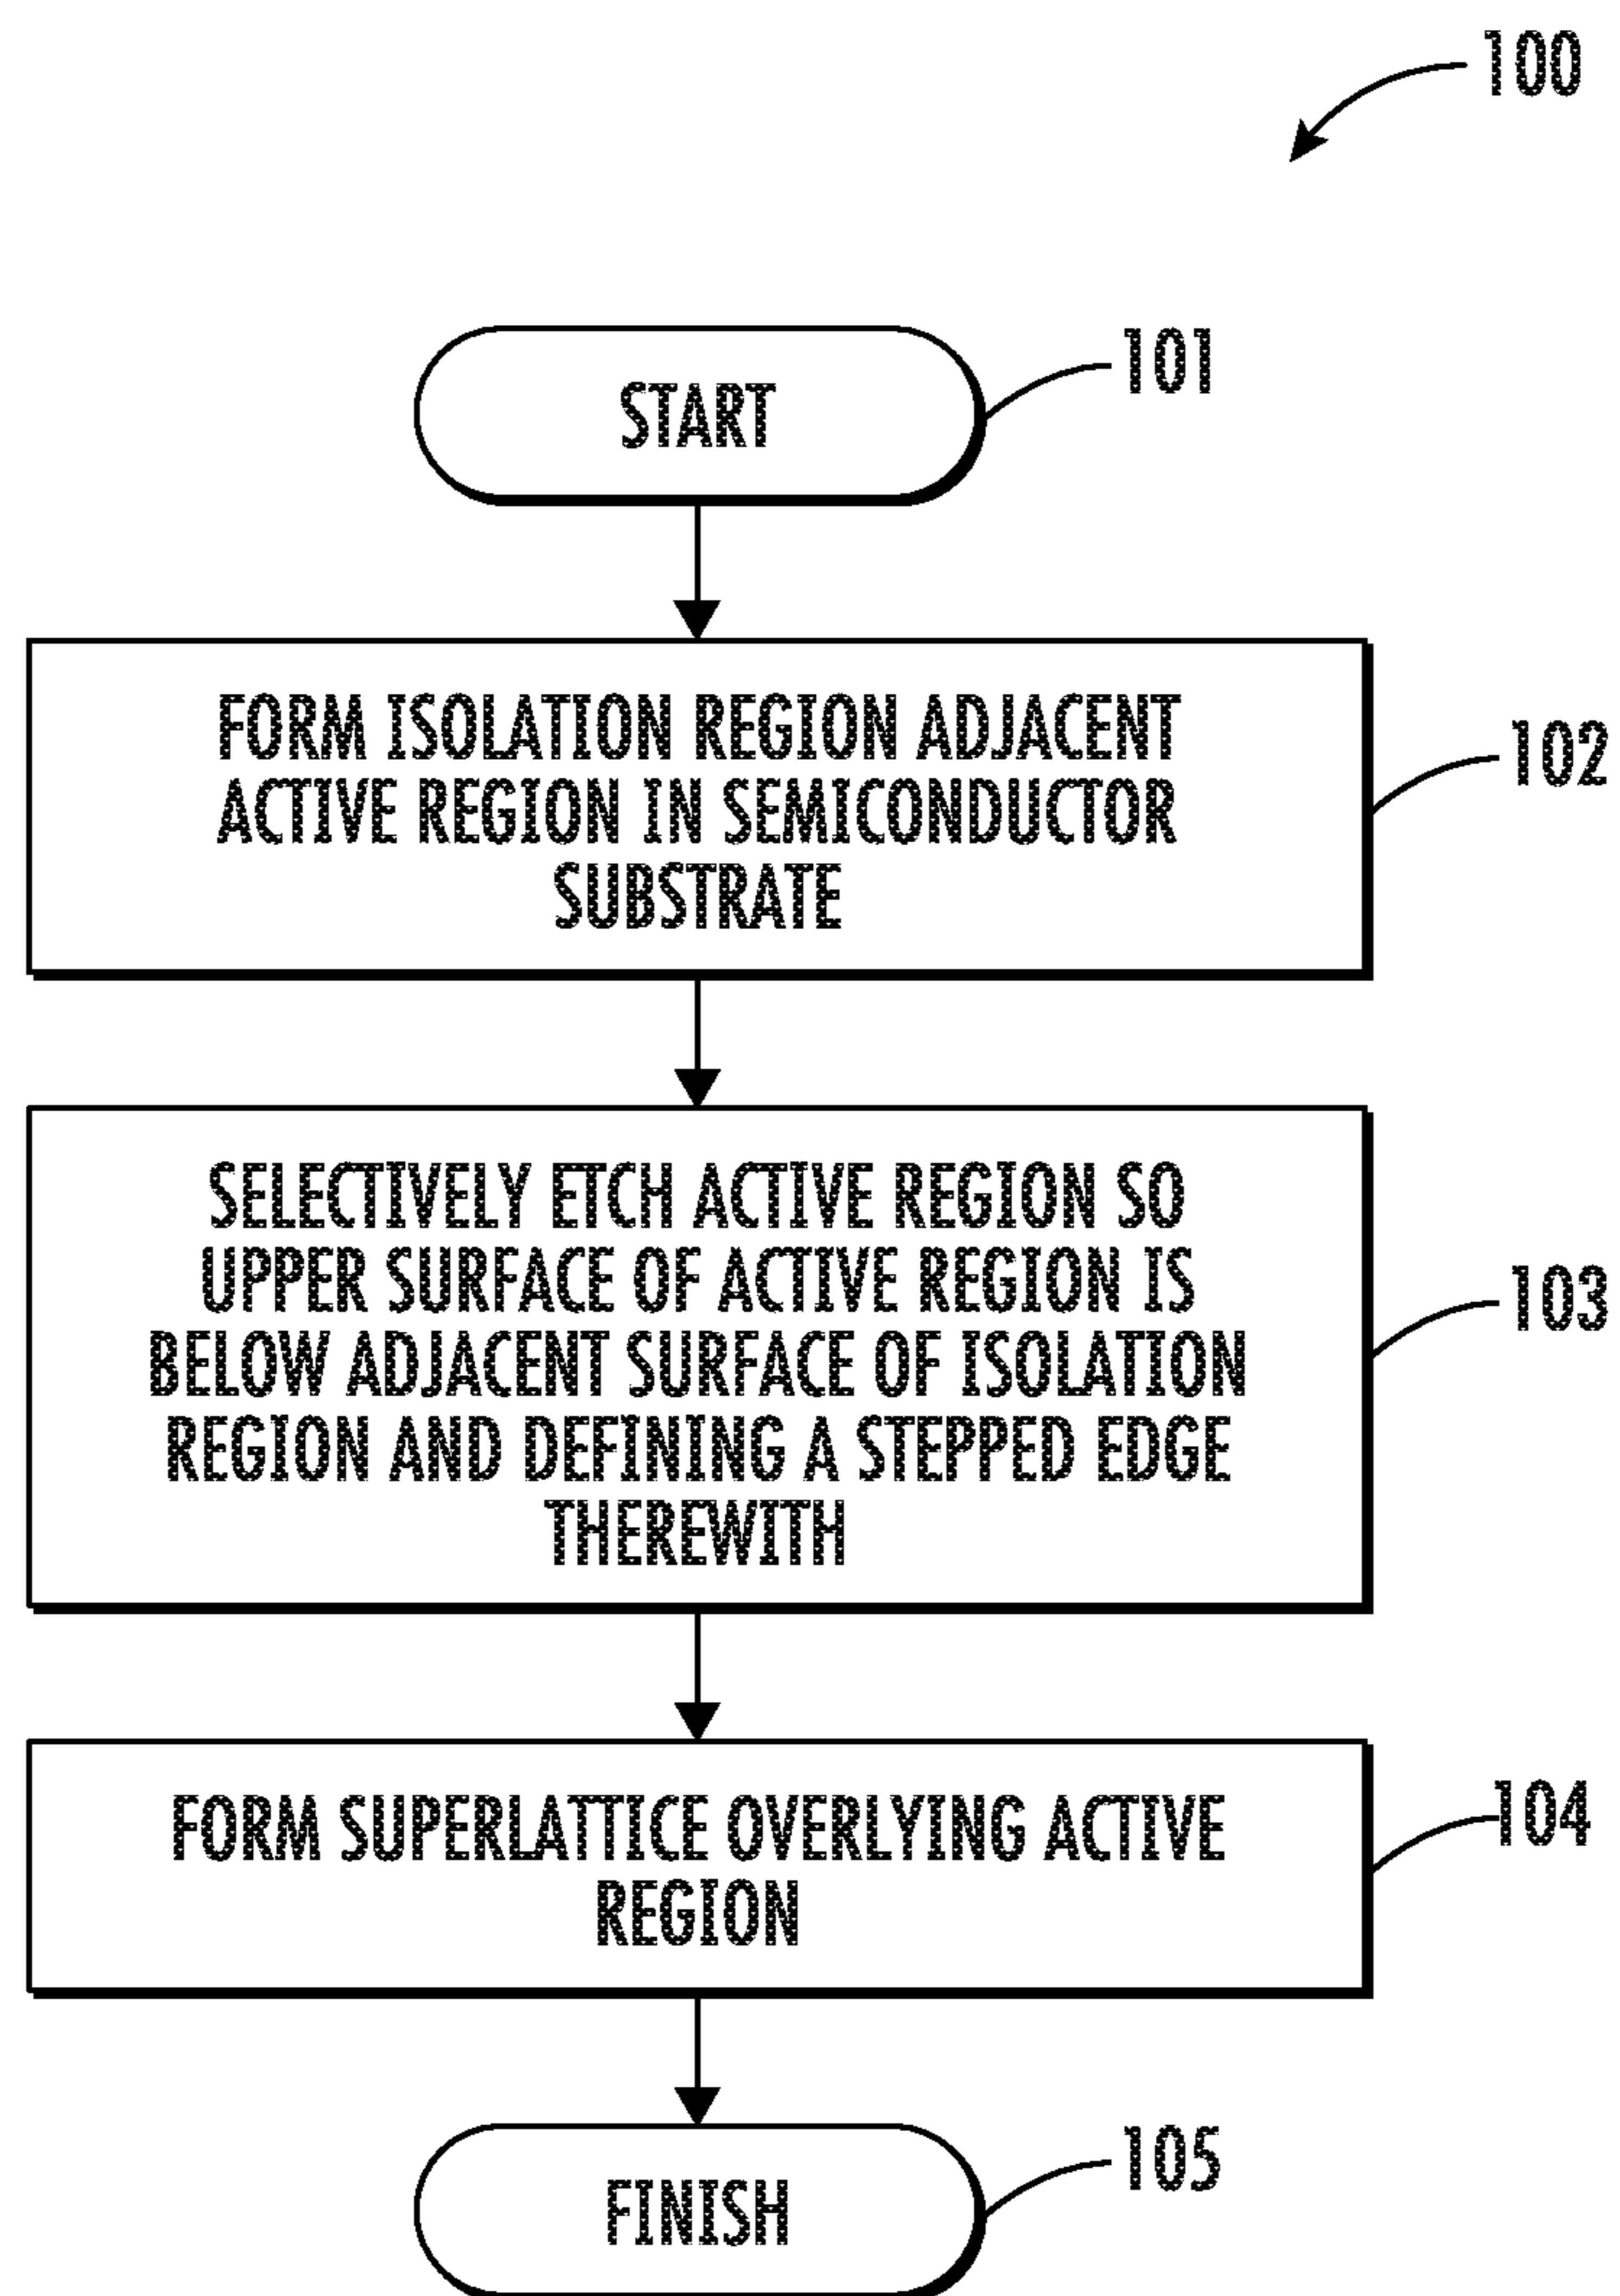 100
START
101
FORM ISOLATION REGION ADJACENT
ACTIVE REGION IN SEMICONDUCTOR
SUBSTRATE
102
SELECTIVELY ETCH ACTIVE REGION SO
UPPER SURFACE OF ACTIVE REGION IS
BELOW ADJACENT SURFACE OF ISOLATION
REGION AND DEFINING A STEPPED EDGE
THEREWITH
103
FORM SUPERLATTICE OVERLYING ACTIVE
REGION
104
FINISH
105